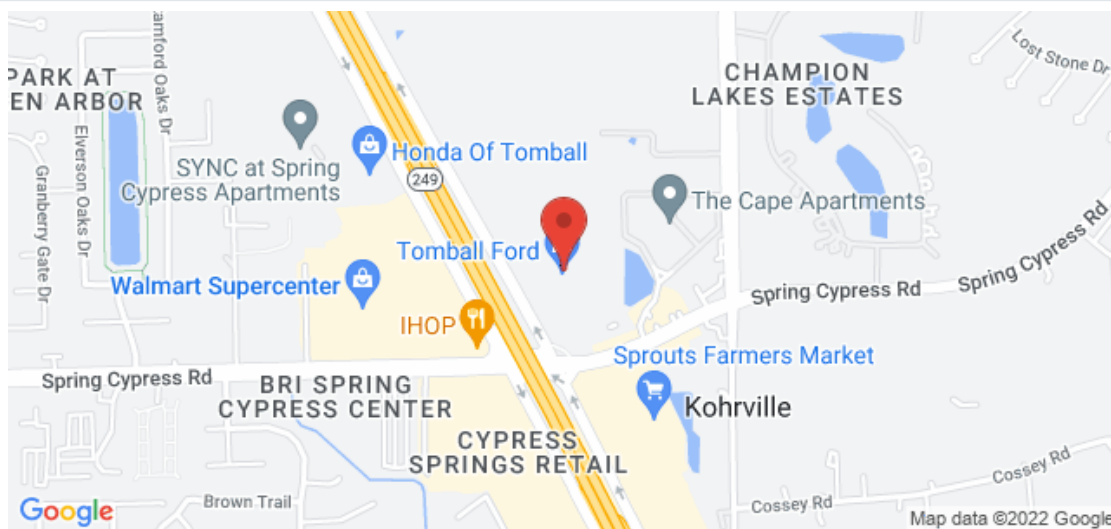 PARK AT
EN ARBOR
amford Oaks Dr
Elverson Oaks Dr
Granberry Gate Dr
SYNC at Spring
Cypress Apartments
Honda Of Tomball
249
CHAMPION
LAKES ESTATES
Lost Stone Dr
The Cape Apartments
Tomball Ford
Walmart Supercenter
IHOP
Spring Cypress Rd
Spring Cypress Rd
Spring Cypress Rd
Sprouts Farmers Market
BRI SPRING
CYPRESS CENTER
Kohrville
CYPRESS
SPRINGS RETAIL
Cossey Rd
Brown Trail
Cossey Rd
Google
Map data ©2022 Google